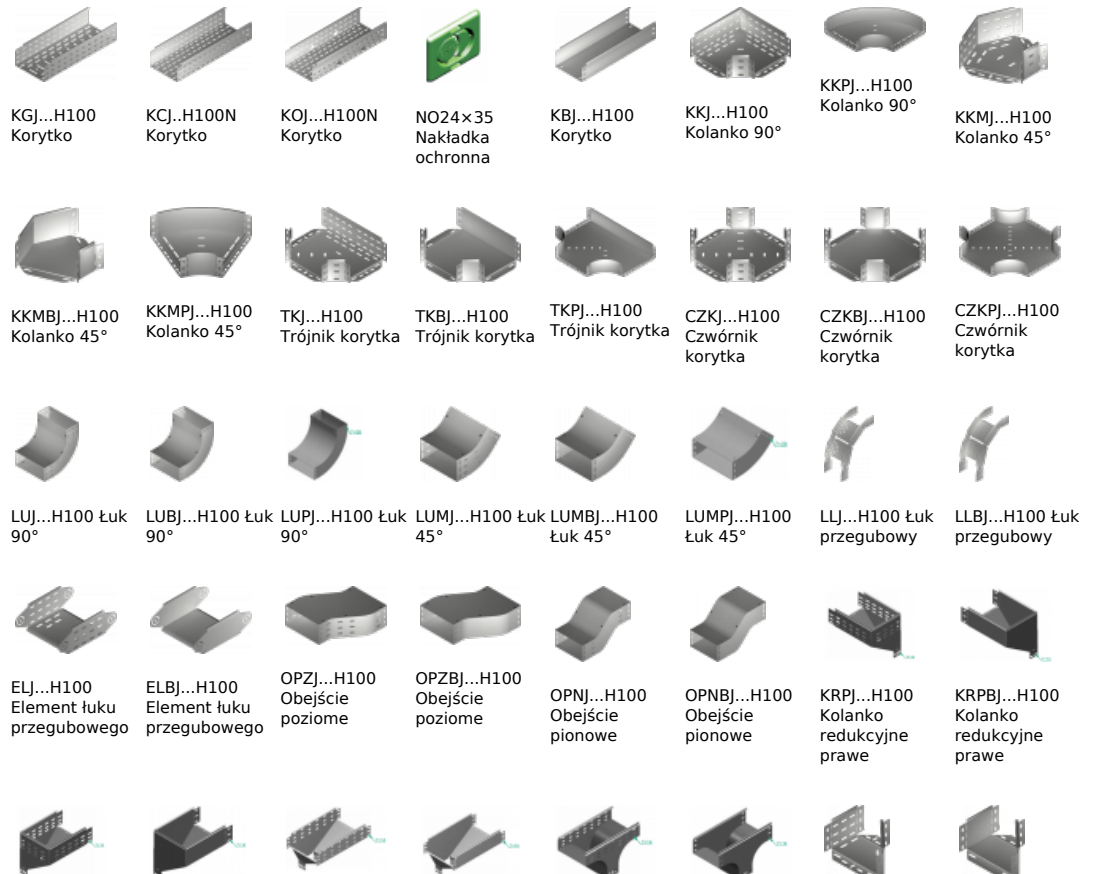 KGJ...H100
Korytko
KCJ...H100N
Korytko
KOJ...H100N
Korytko
NO24×35
Nakładka
ochronna
KBJ...H100
Korytko
KKJ...H100
Kolanko 90°
KKPJ...H100
Kolanko 90°
KKMJ...H100
Kolanko 45°
KKMBJ...H100
Kolanko 45°
KKMPJ...H100
Kolanko 45°
TKJ...H100
Trójnik korytka
TKBJ...H100
Trójnik korytka
TKPJ...H100
Trójnik korytka
CZKJ...H100
Czwórnik
korytka
CZKBJ...H100
Czwórnik
korytka
CZKPJ...H100
Czwórnik
korytka
LUJ...H100 Łuk
90°
LUBJ...H100 Łuk
90°
LUPJ...H100 Łuk
90°
LUMJ...H100 Łuk
45°
LUMBJ...H100
Łuk 45°
LUMPJ...H100
Łuk 45°
LLJ...H100 Łuk
przegubowy
LLBJ...H100 Łuk
przegubowy
ELJ...H100
Element łuku
przegubowego
ELBJ...H100
Element łuku
przegubowego
OPZJ...H100
Obejście
poziome
OPZBJ...H100
Obejście
poziome
OPNJ...H100
Obejście
pionowe
OPNBJ...H100
Obejście
pionowe
KRPJ...H100
Kolanko
redukcyjne
prawe
KRPBJ...H100
Kolanko
redukcyjne
prawe